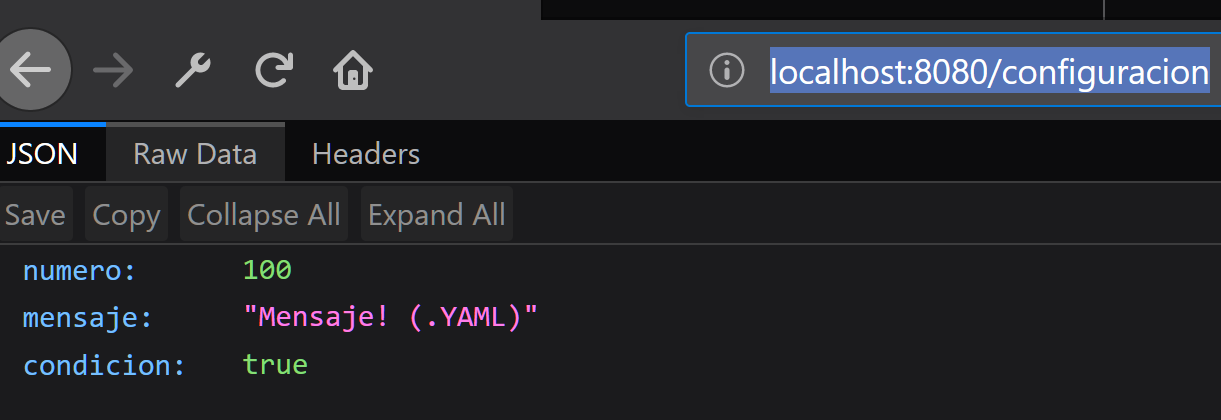 localhost:8080/configuracion
JSON Raw Data Headers
Save Copy Collapse All Expand All
numero: 100
mensaje: "Mensaje! (.YAML)"
condicion: true